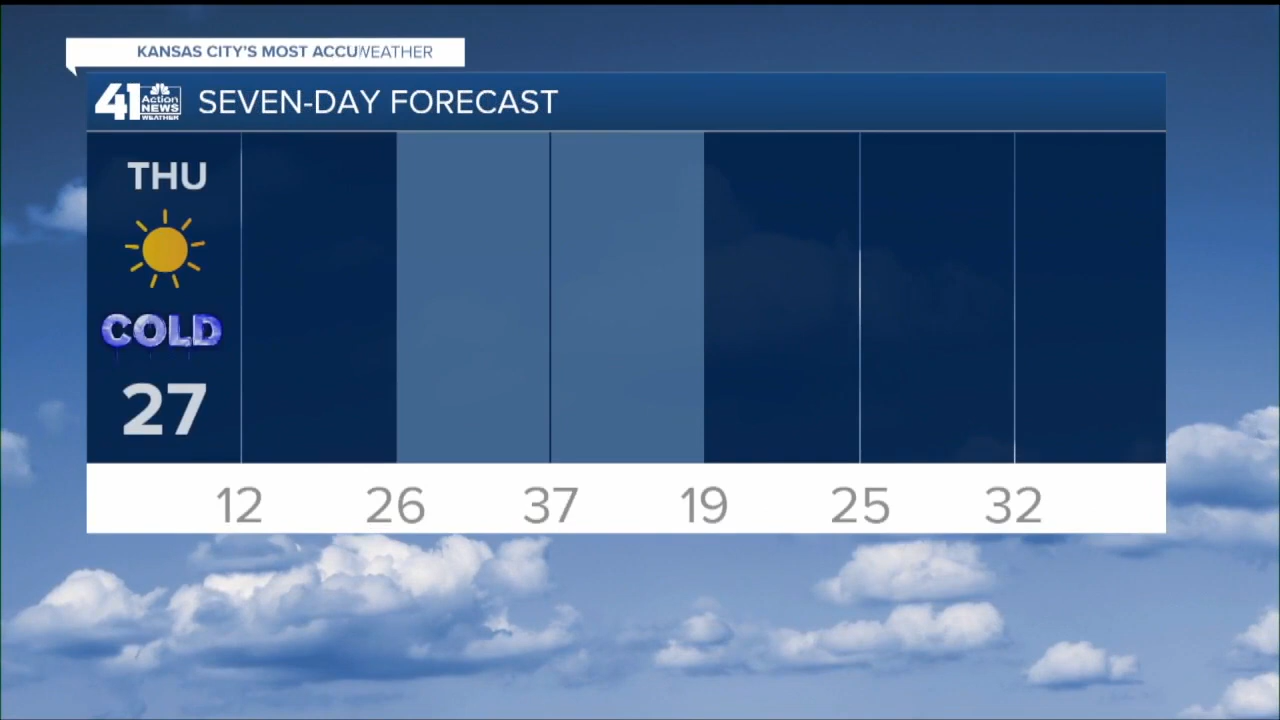 KANSAS CITY'S MOST ACCUWEATHER
41 Action NEWS WEATHER
SEVEN-DAY FORECAST
THU
COLD
27
12 26 37 19 25 32